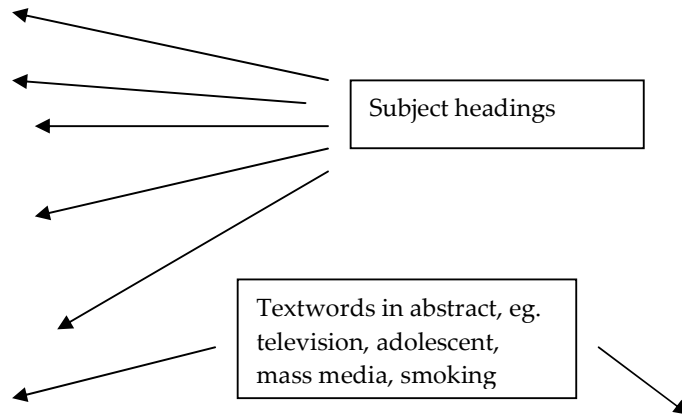 Subject headings
Textwords in abstract, eg.
television, adolescent,
mass media, smoking